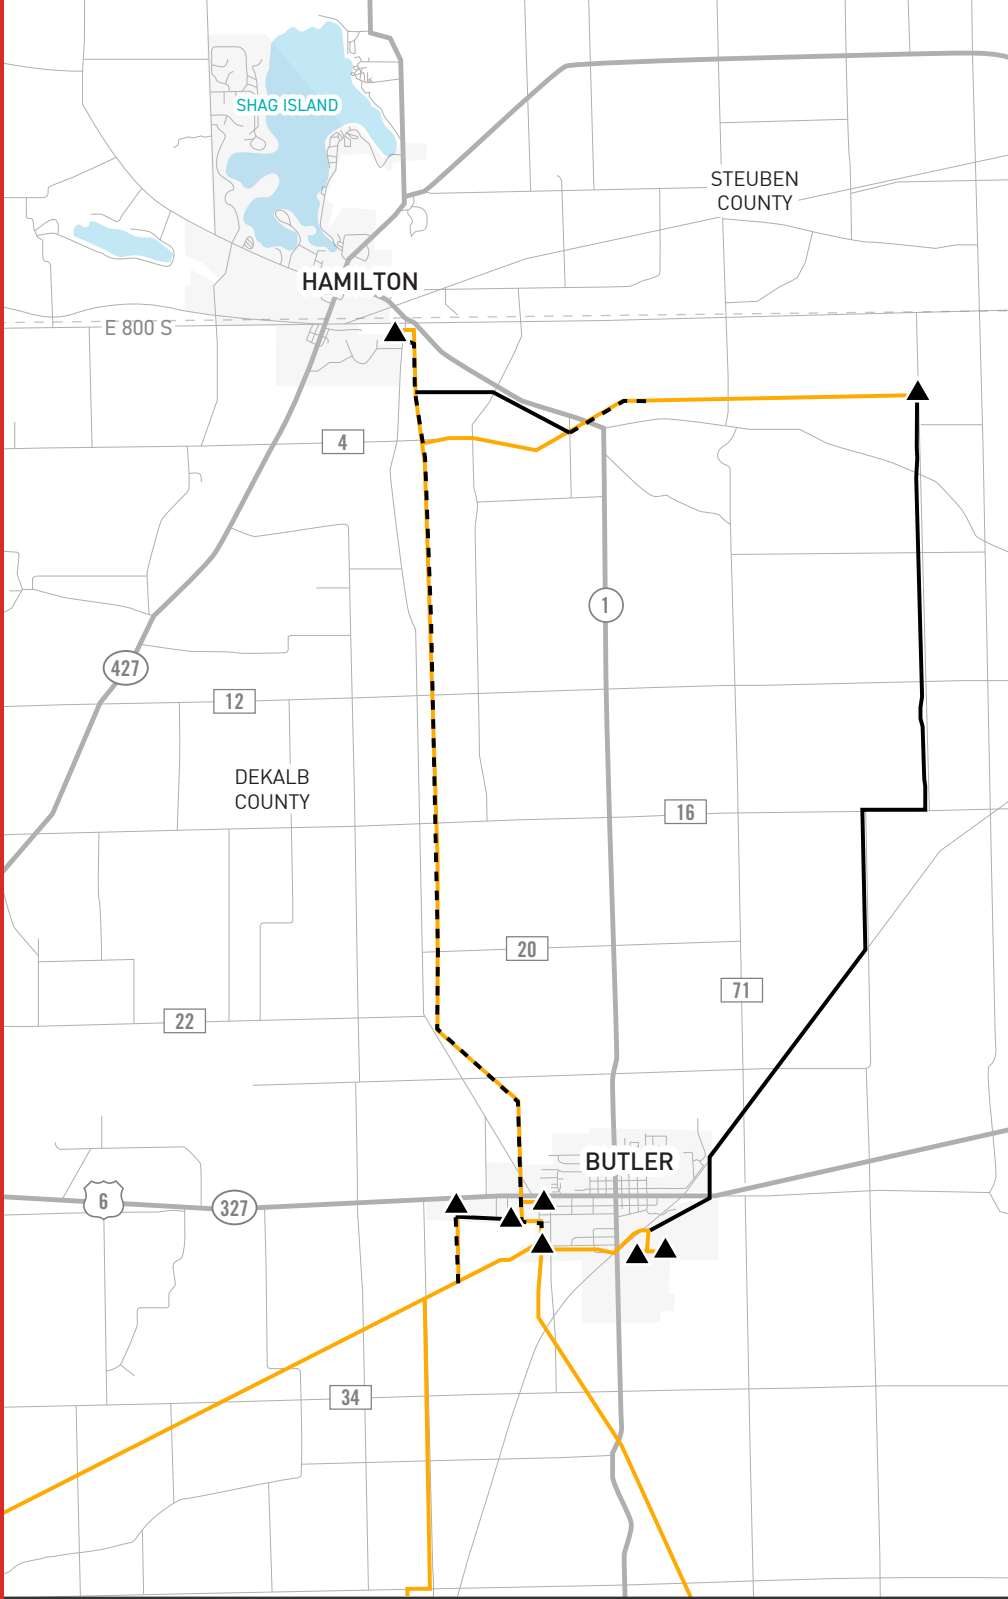 SHAG ISLAND
STEUBEN
COUNTY
HAMILTON
E 800 S
4
1
427
12
DEKALB
COUNTY
16
20
71
22
BUTLER
6
327
34